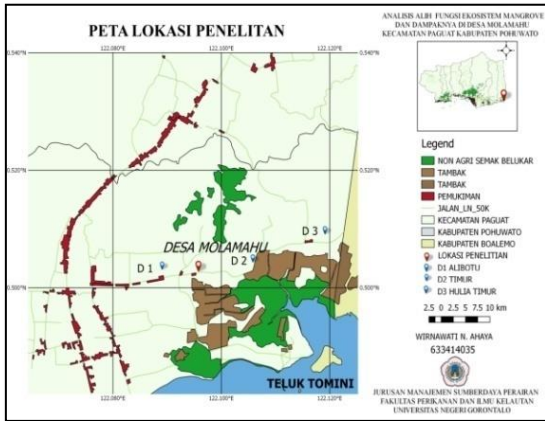 PETA LOKASI PENELITAN
122.080°E
122.100°E
122.120°E
0.540°N
0.540°N
0.520°N
0.520°N
0.500°N
0.500°N
122.080°E
122.100°E
122.120°E
DESA MOLAMAHU
D 1
D 2
D 3
TELUK TOMINI
ANALISIS ALIH FUNGSI EKOSISTEM MANGROVE
DAN DAMPAKNYA DI DESA MOLAMAHU
KECAMATAN PAGUAT KABUPATEN POHUWATO
Legend
NON AGRI SEMAK BELUKAR
TAMBAK
TAMBAK
PEMUKIMAN
JALAN_LN_50K
KECAMATAN PAGUAT
KABUPATEN POHUWATO
KABUPATEN BOALEMO
LOKASI PENELITIAN
D1 ALIBOTU
D2 TIMUR
D3 HULIA TIMUR
2.5 0 2.5 5 7.5 10 km
WIRNAWATI N. AHAYA
633414035
JURUSAN MANAJEMEN SUMBERDAYA PERAIRAN
FAKULTAS PERIKANAN DAN ILMU KELAUTAN
UNIVERSITAS NEGERI GORONTALO